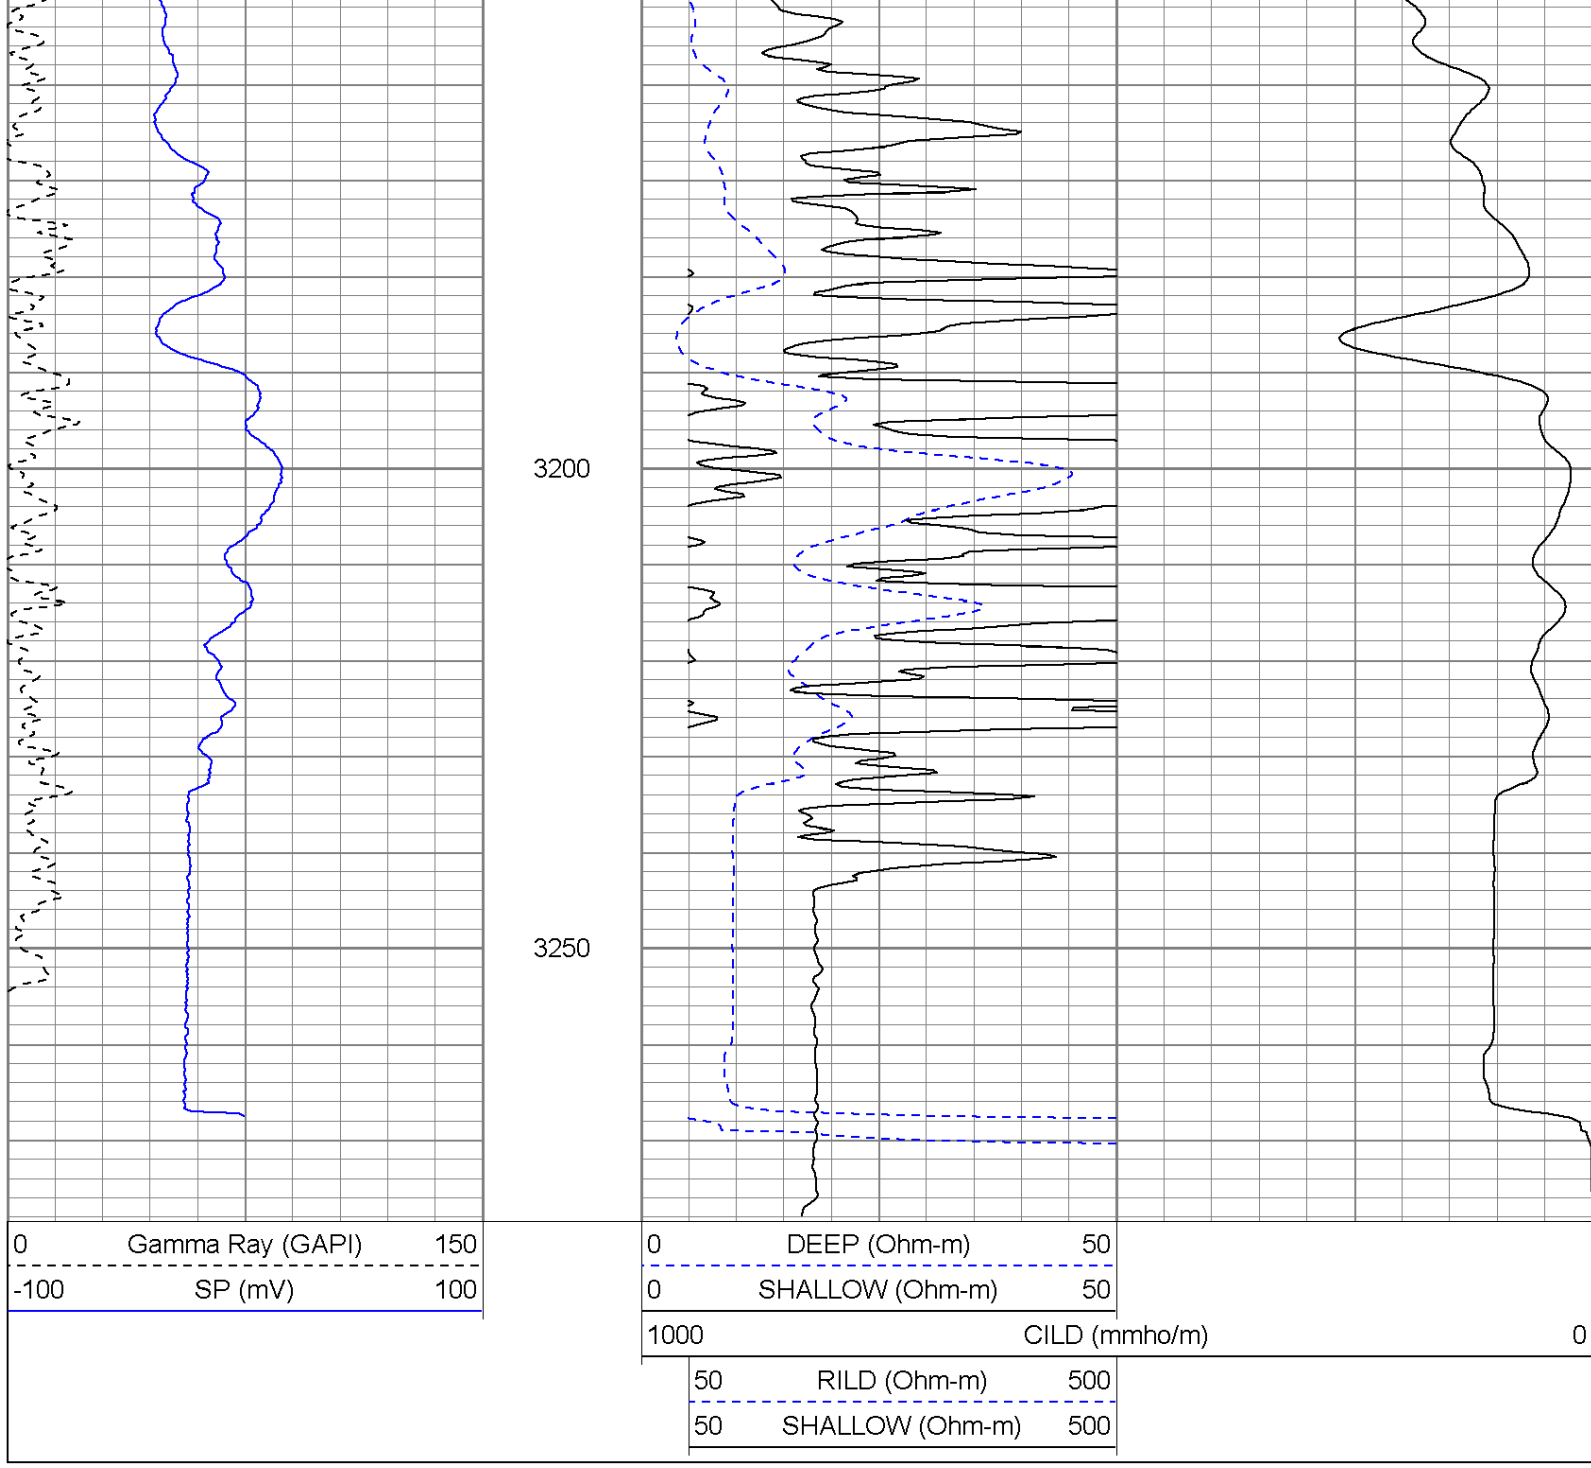 3200
3250
0 Gamma Ray (GAPI) 150
-100 SP (mV) 100
0 DEEP (Ohm-m) 50
0 SHALLOW (Ohm-m) 50
1000 CILD (mmho/m) 0
50 RILD (Ohm-m) 500
50 SHALLOW (Ohm-m) 500